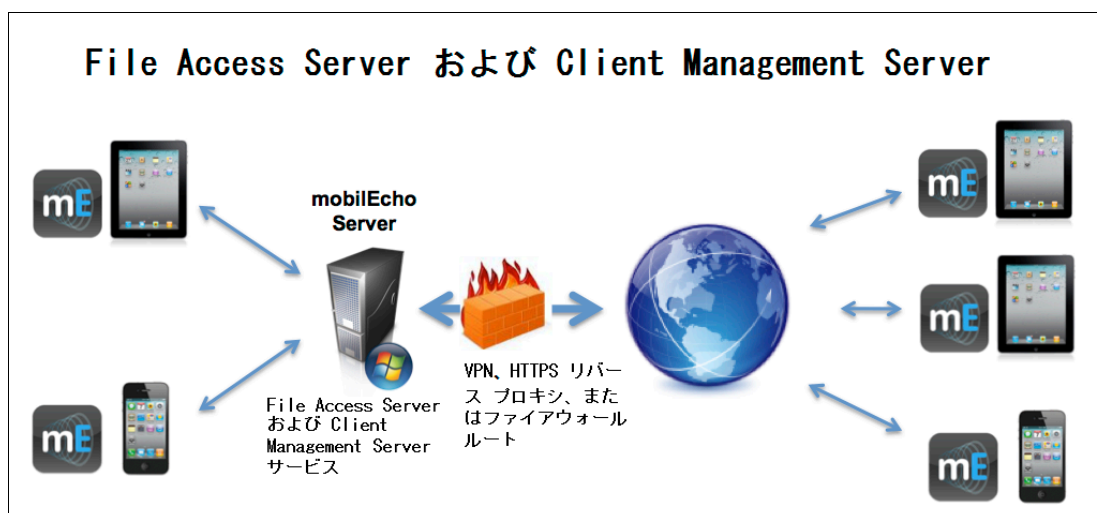 File Access Server および Client Management Server
mobilEcho
Server
mE
mE
mE
mE
mE
VPN、HTTPS リバー
ス プロキシ、また
はファイアウォール
ルート
File Access Server
および Client
Management Server
サービス